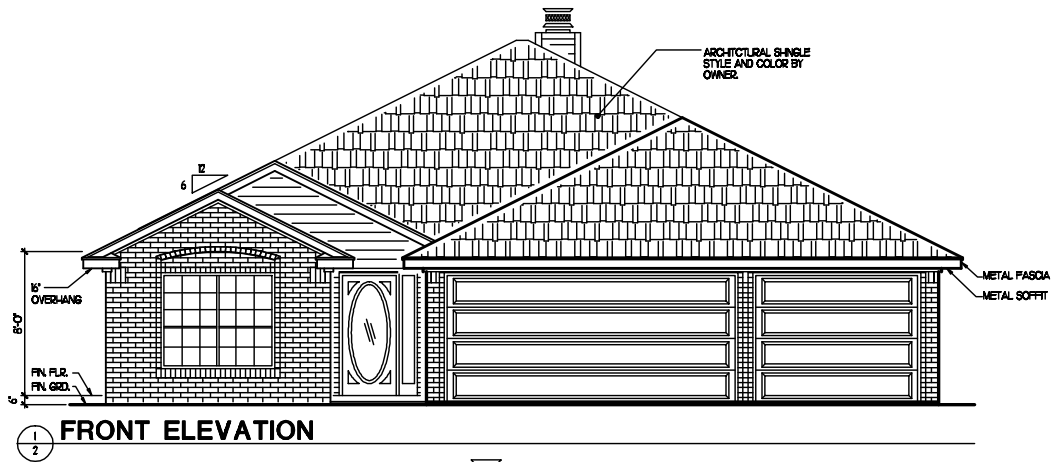 ARCHITCTURAL SHINGLE
STYLE AND COLOR BY
OWNER.
12
6
16"
OVERHANG
8'-0"
METAL FASCIA
METAL SOFFIT
FIN. FLR.
FIN. GRD.
6"
1
2
FRONT ELEVATION